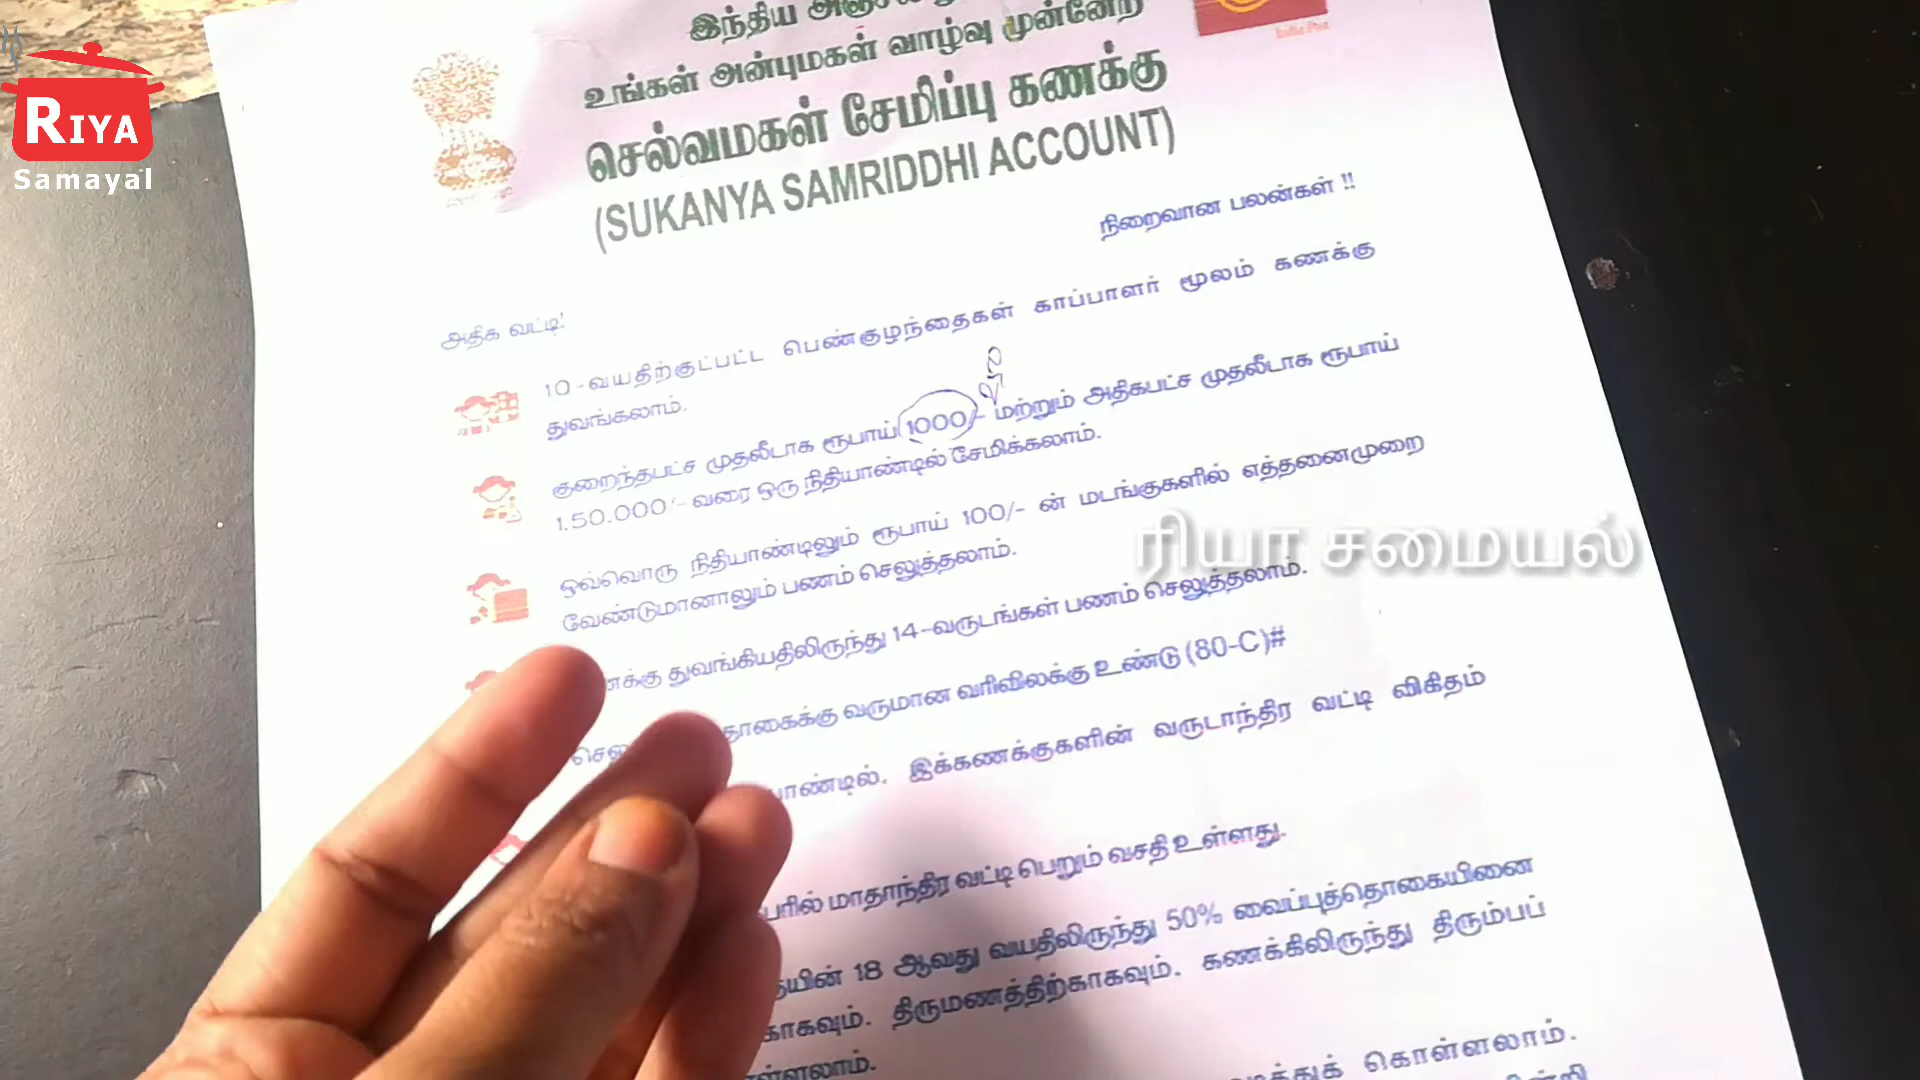 RIYA
Samayal
இந்திய
India Post
உங்கள் அன்புமகள் வாழ்வு முன்னேற
செல்வமகள் சேமிப்பு கணக்கு
(SUKANYA SAMRIDDHI ACCOUNT)
நிறைவான பலன்கள் !!
அதிக வட்டி!
10-வயதிற்குட்பட்ட பெண்குழந்தைகள் காப்பாளர் மூலம் கணக்கு
துவங்கலாம்.
குறைந்தபட்ச முதலீடாக ரூபாய் 1000/- மற்றும் அதிகபட்ச முதலீடாக ரூபாய்
1.50.000/- வரை ஒரு நிதியாண்டில் சேமிக்கலாம்.
ஒவ்வொரு நிதியாண்டிலும் ரூபாய் 100/- ன் மடங்குகளில் எத்தனைமுறை
வேண்டுமானாலும் பணம் செலுத்தலாம்.
ரியா சமையல்
துவங்கியதிலிருந்து 14-வருடங்கள் பணம் செலுத்தலாம்.
வருமான வரிவிலக்கு உண்டு (80-C)#
இக்கணக்குகளின் வருடாந்திர வட்டி விகிதம்
மாதாந்திர வட்டி பெறும் வசதி உள்ளது.
18 ஆவது வயதிலிருந்து 50% வைப்புத்தொகையினை
திருமணத்திற்காகவும். கணக்கிலிருந்து திரும்பப்
கொள்ளலாம்.